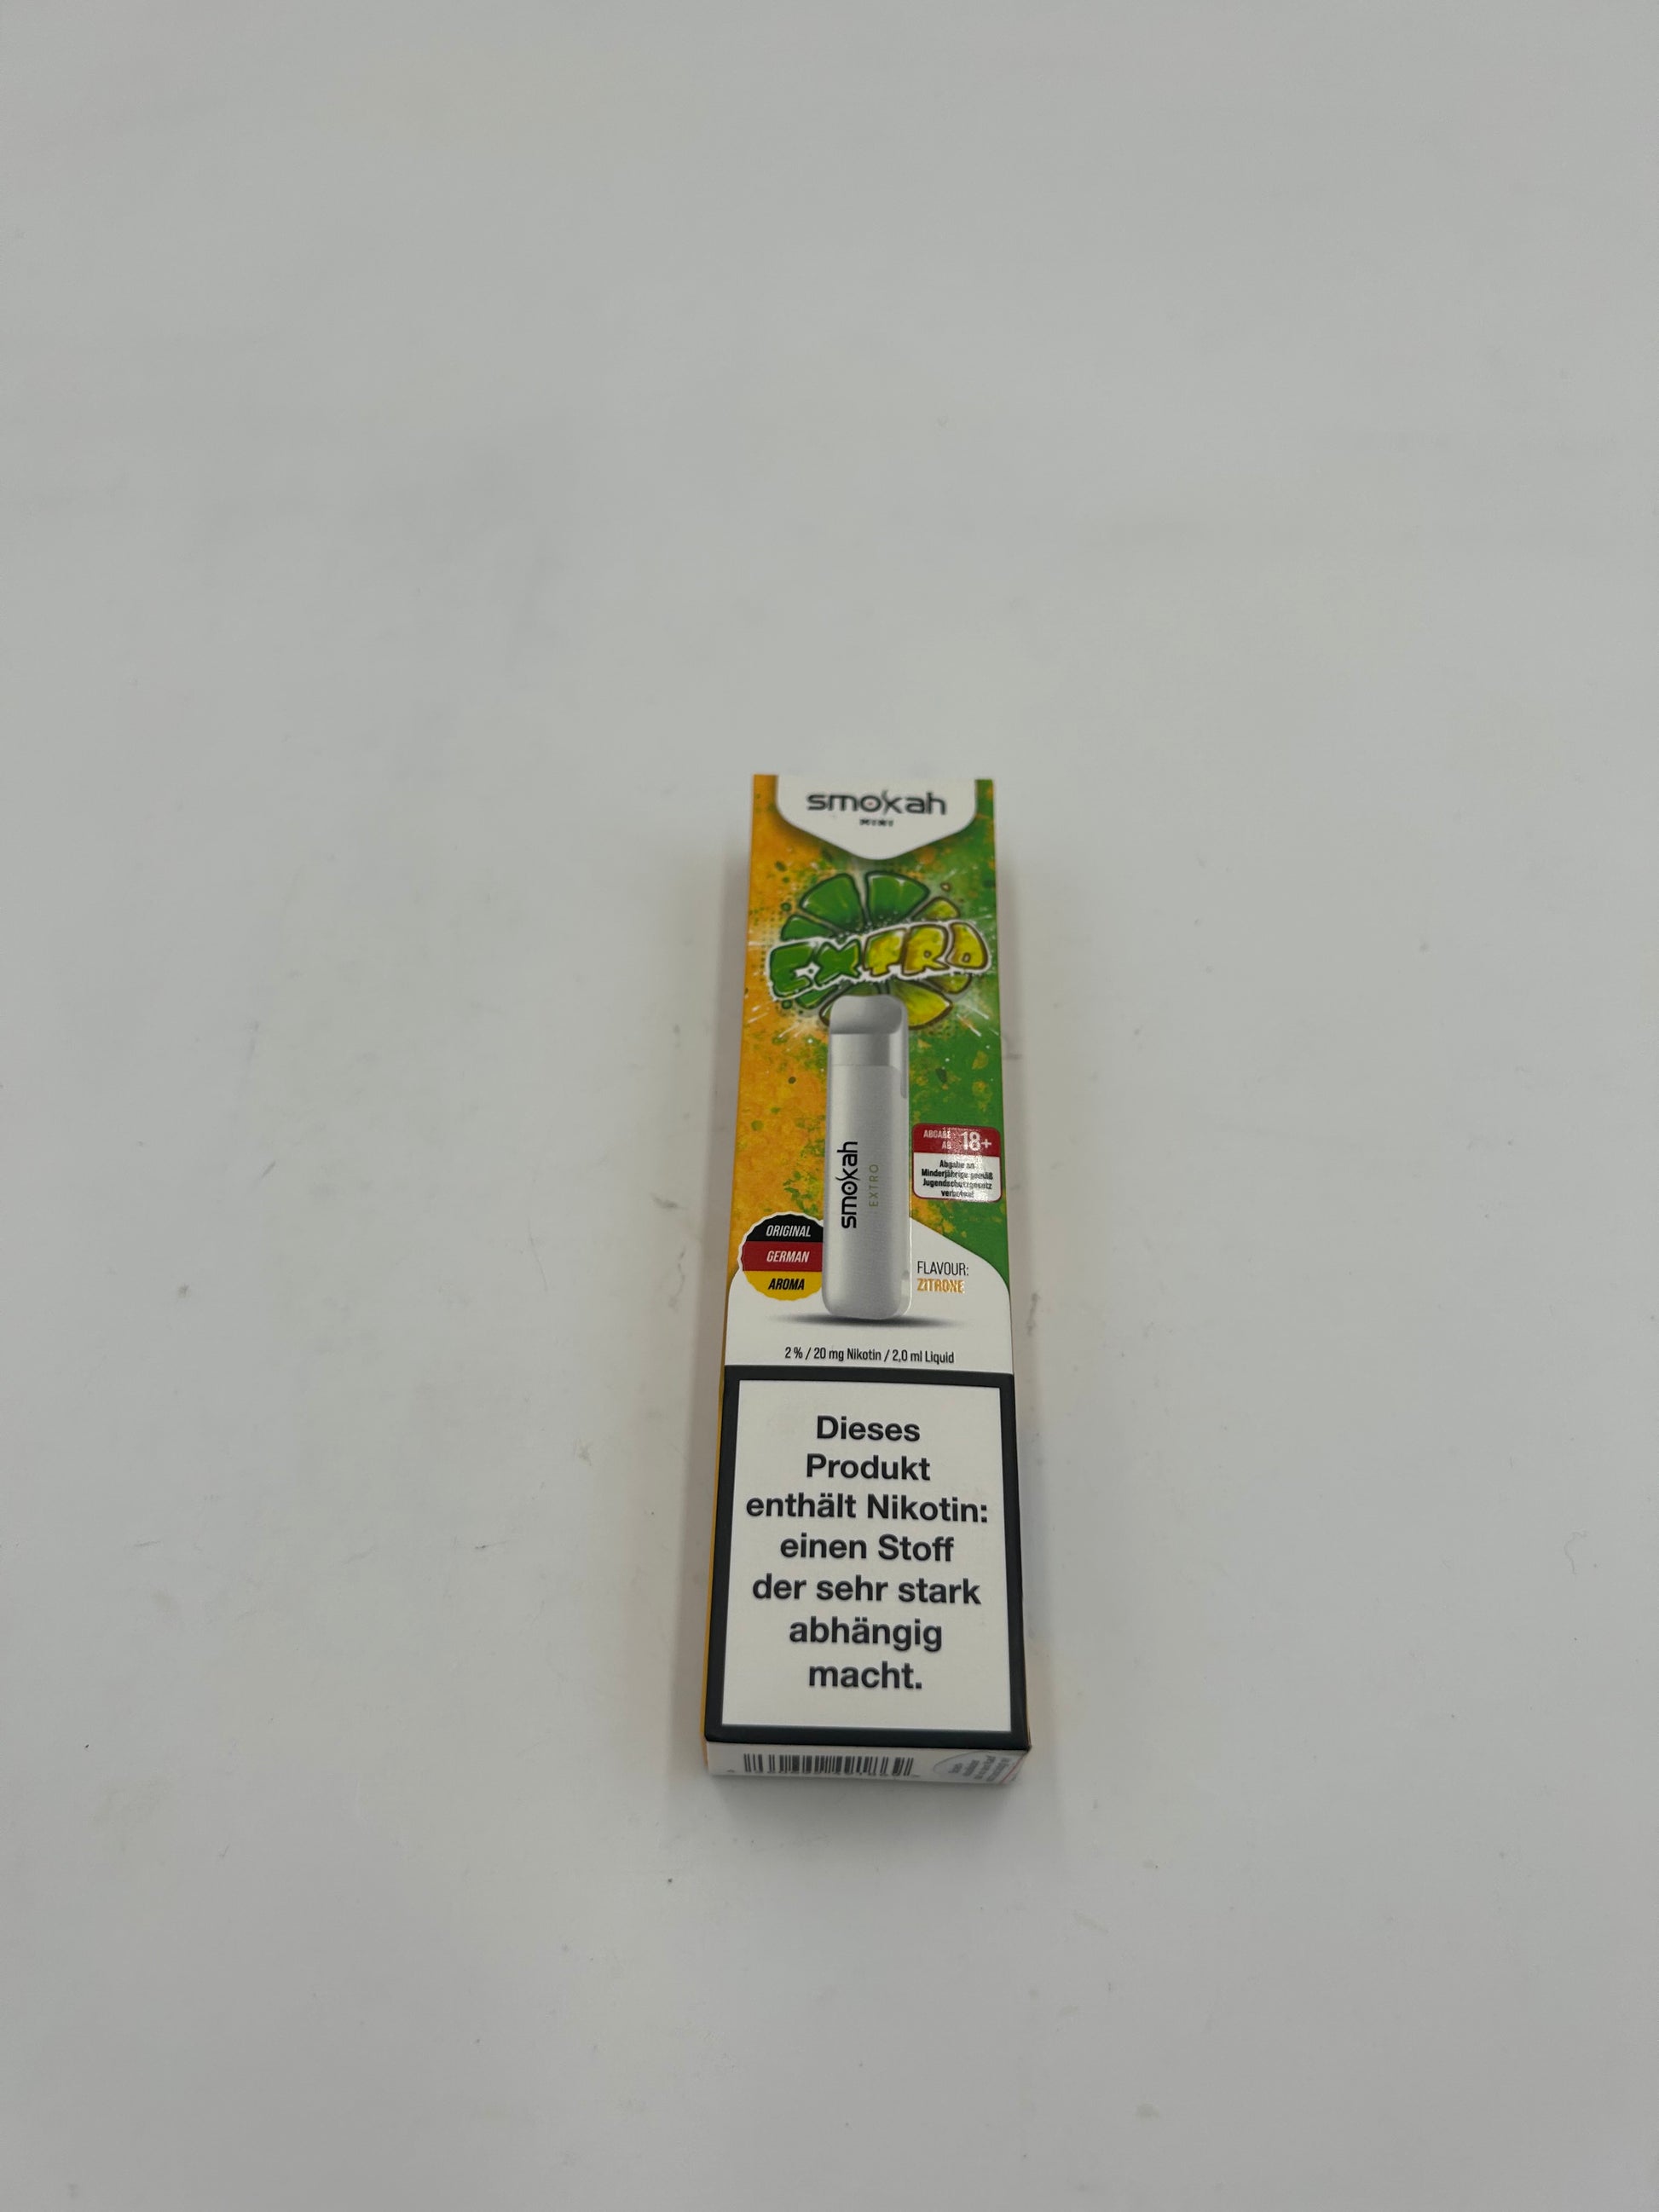 smokah
MINI
EXTRO
smokah
EXTRO
ABGABE
AB 18+
Abgabe an
Minderjährige gemäß
Jugendschutzgesetz
verboten!
ORIGINAL
GERMAN
AROMA
FLAVOUR:
ZITRONE
2 % / 20 mg Nikotin / 2,0 ml Liquid
Dieses
Produkt
enthält Nikotin:
einen Stoff
der sehr stark
abhängig
macht.